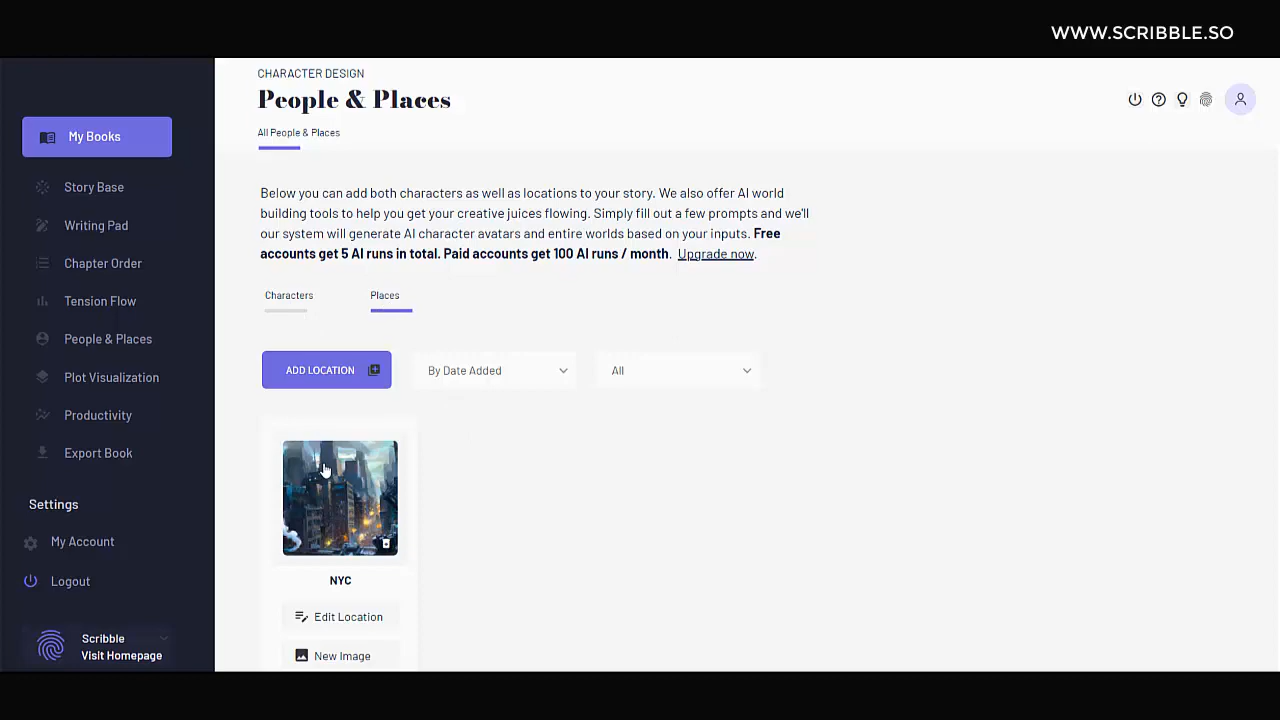 WWW.SCRIBBLE.SO
CHARACTER DESIGN
People & Places
All People & Places
My Books
Story Base
Writing Pad
Chapter Order
Tension Flow
People & Places
Plot Visualization
Productivity
Export Book
Settings
My Account
Logout
Scribble
Visit Homepage
Below you can add both characters as well as locations to your story. We also offer AI world
building tools to help you get your creative juices flowing. Simply fill out a few prompts and we'll
our system will generate AI character avatars and entire worlds based on your inputs. Free
accounts get 5 AI runs in total. Paid accounts get 100 AI runs / month. Upgrade now.
Characters
Places
ADD LOCATION
By Date Added
All
NYC
Edit Location
New Image